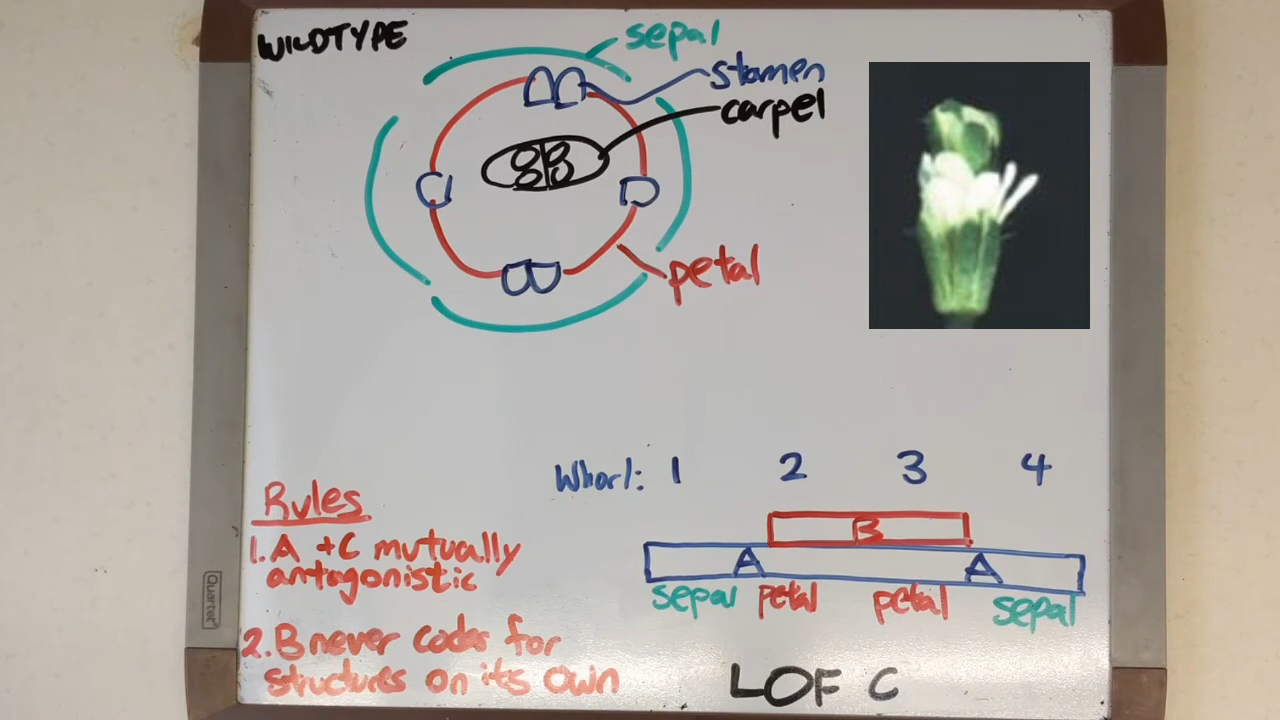 WILDTYPE
sepal
stamen
carpel
petal
Whorl: 1 2 3 4
B
A A
sepal petal petal sepal
Rules
1. A + C mutually
antagonistic
2. B never codes for
structures on its own
LOF C
Quartet